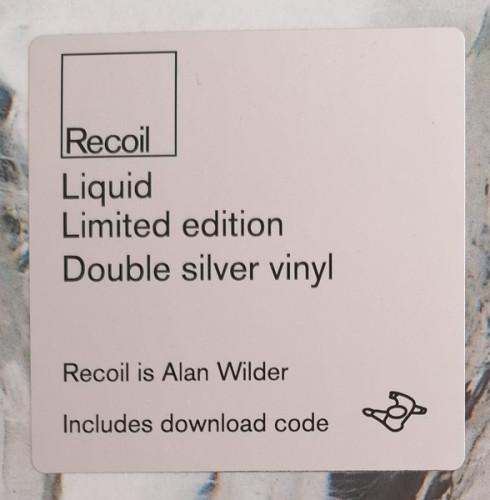 Recoil
Liquid
Limited edition
Double silver vinyl
Recoil is Alan Wilder
Includes download code